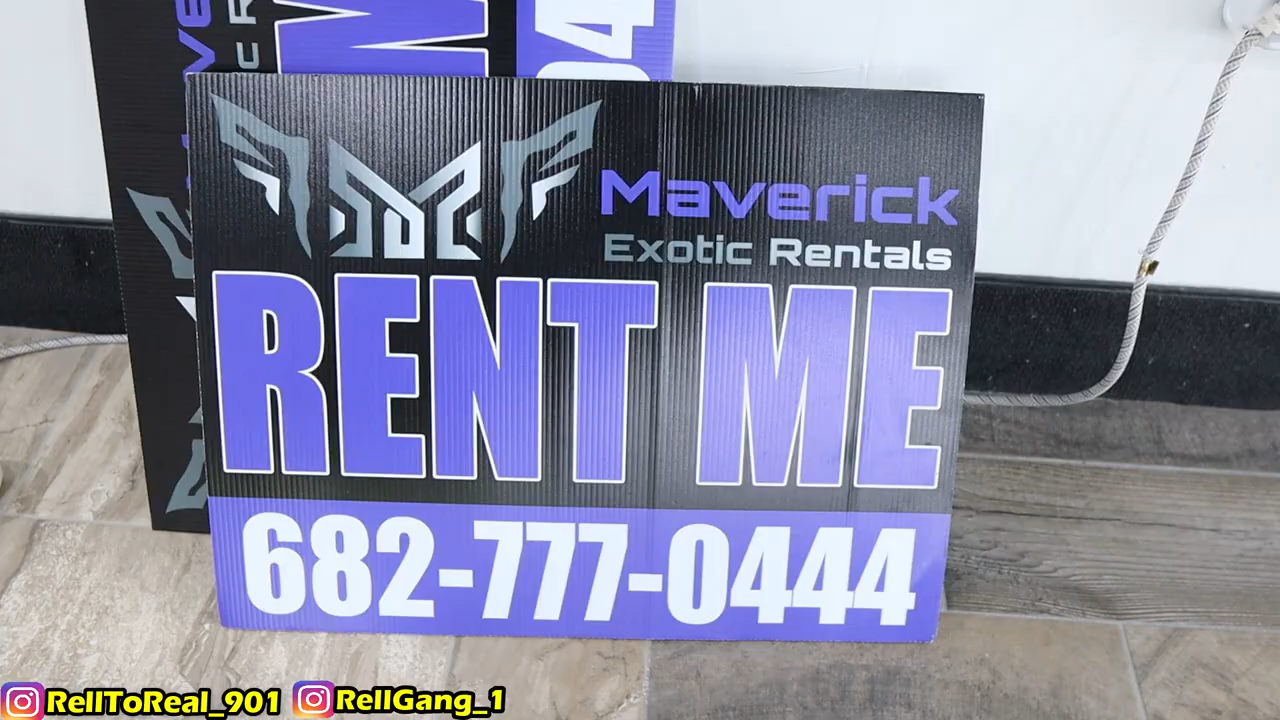 Maverick
Exotic Rentals
RENT ME
682-777-0444
RellToReal_901
RellGang_1